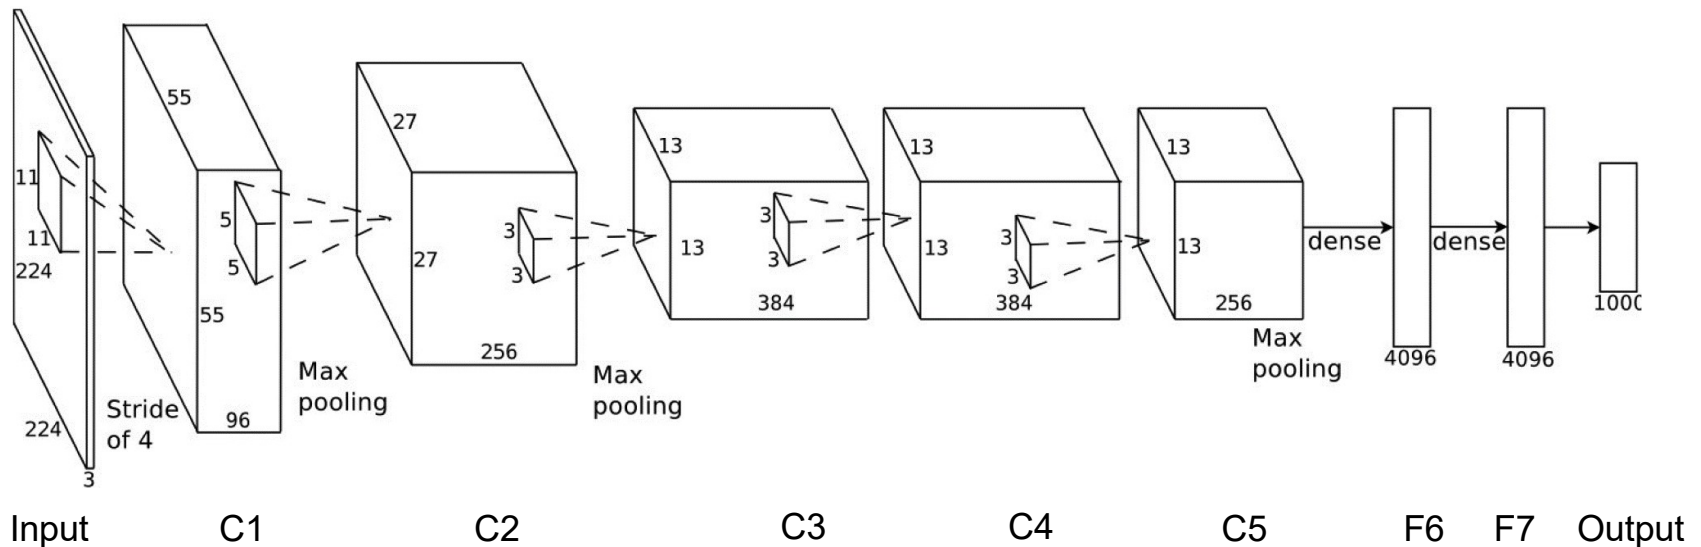 11
11
224
224
3
Stride
of 4
55
5
5
55
96
Max
pooling
27
3
3
27
256
Max
pooling
13
3
3
13
384
13
3
3
13
384
13
13
256
Max
pooling
dense
4096
dense
4096
1000
Input C1 C2 C3 C4 C5 F6 F7 Output